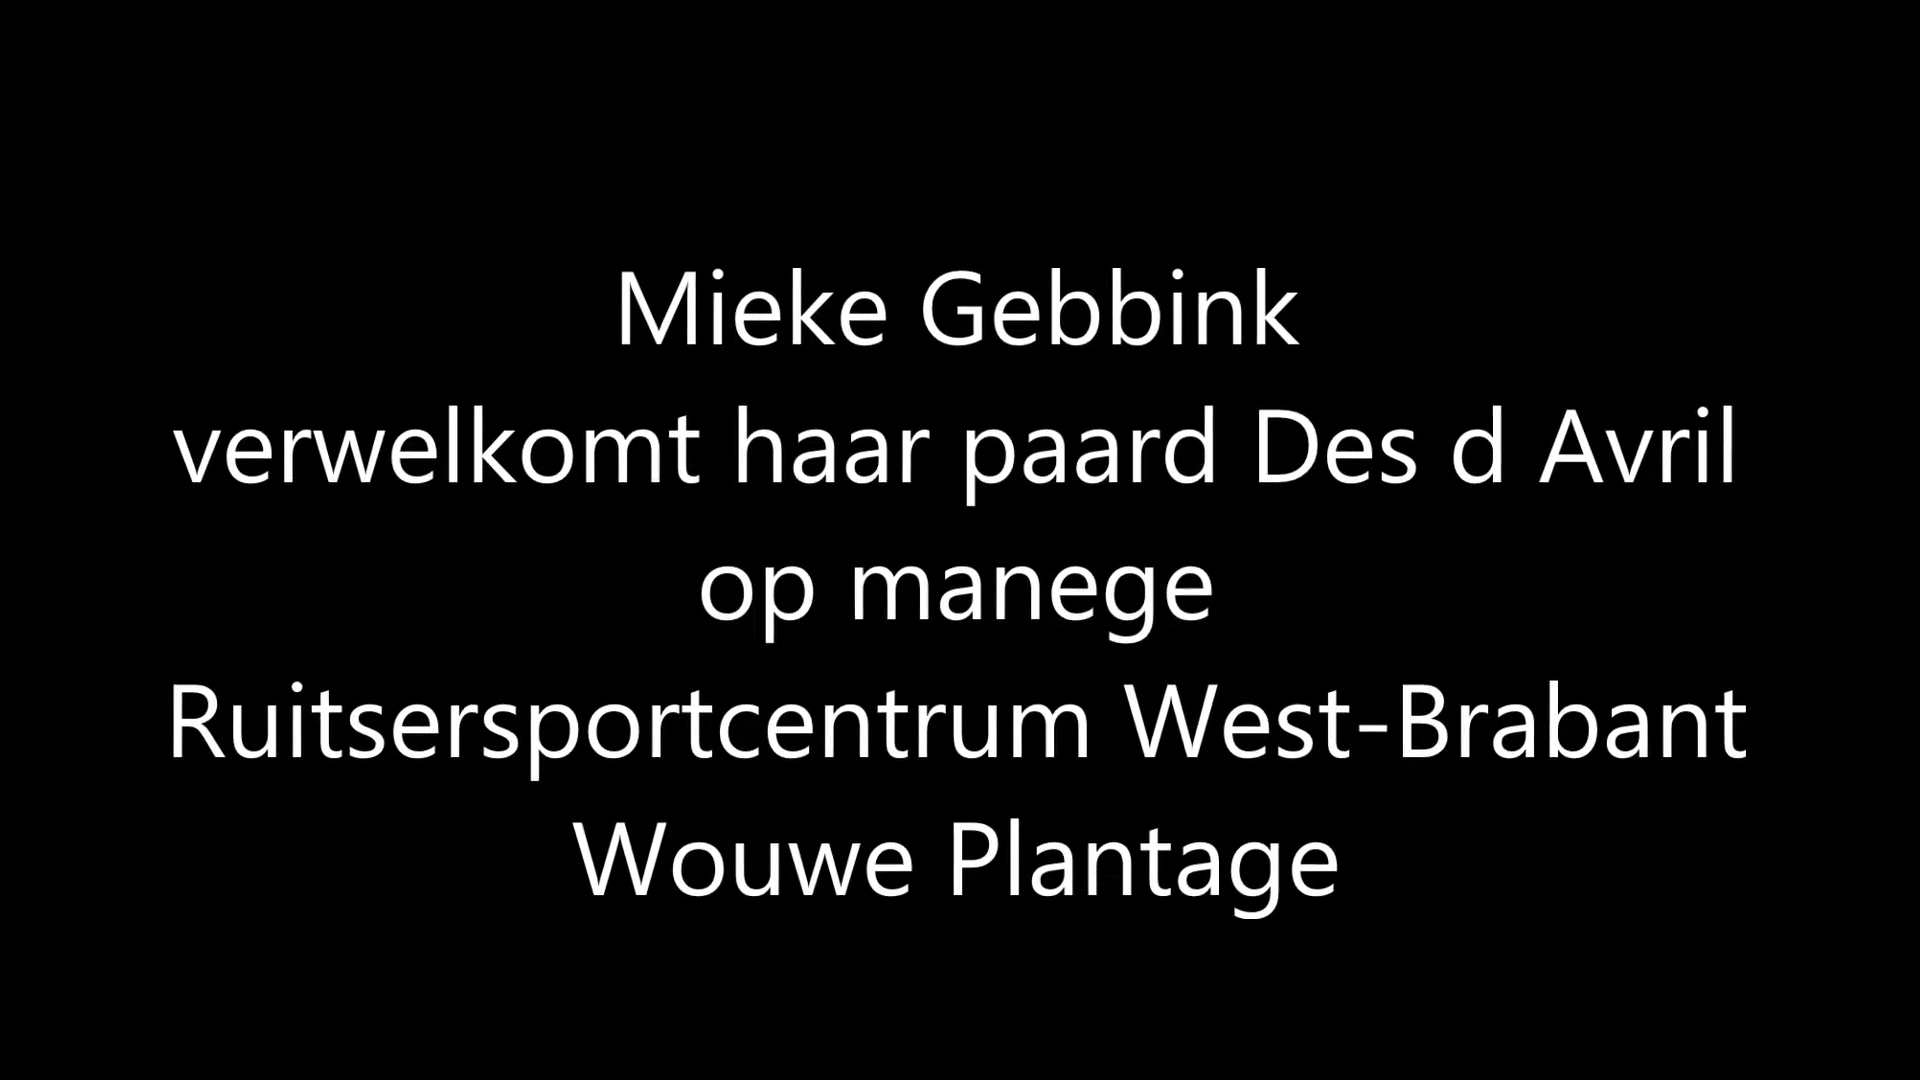 Mieke Gebbink
verwelkomt haar paard Des d Avril
op manege
Ruitsersportcentrum West-Brabant
Wouwe Plantage